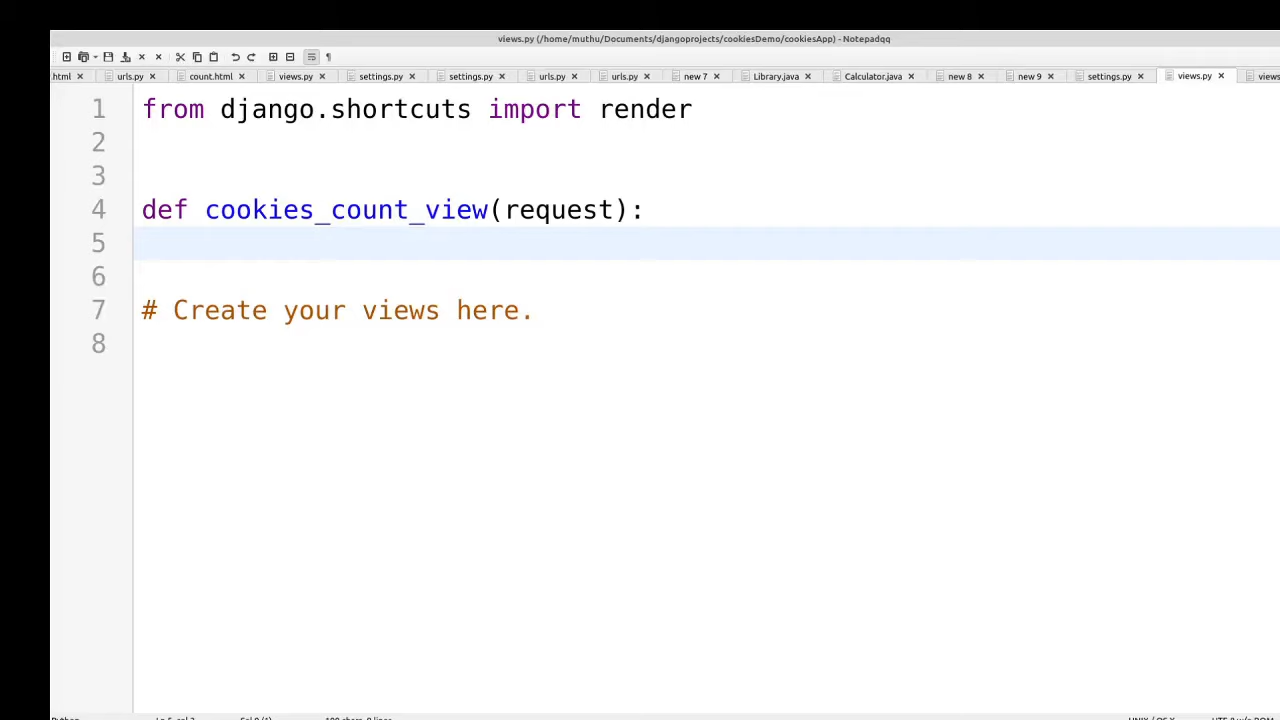 views.py (/home/muthu/Documents/djangoprojects/cookiesDemo/cookiesApp) - Notepadqq
html urls.py count.html views.py settings.py settings.py urls.py urls.py new 7 Library.java Calculator.java new 8 new 9 settings.py views.py views
1 from django.shortcuts import render
2
3
4 def cookies_count_view(request):
5
6
7 # Create your views here.
8